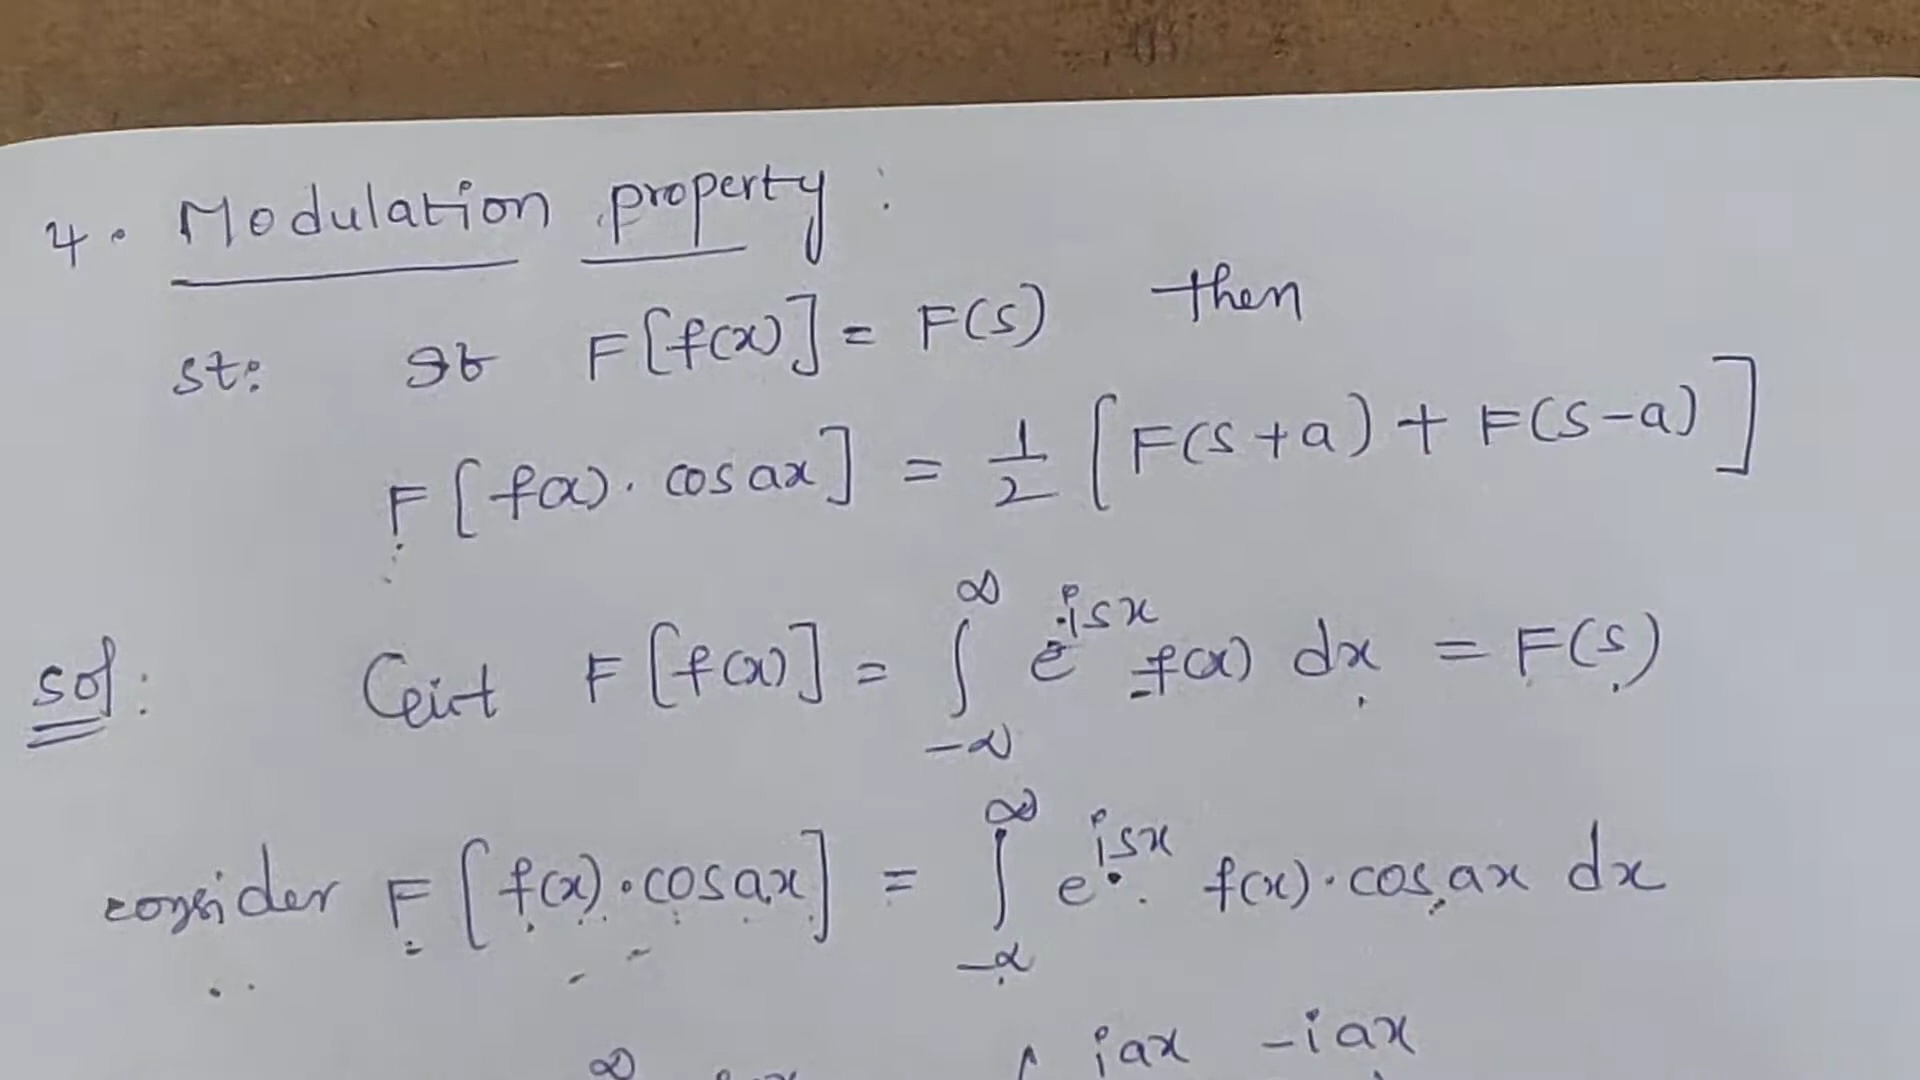 4. Modulation property:
st: If F[f(x)] = F(s) then
F[f(x). cos ax] = 1/2 [F(s+a) + F(s-a)]
sol: F[f(x)] = ∫_{-∞}^{∞} e^{isx} f(x) dx = F(s)
consider F[f(x).cos ax] = ∫_{-∞}^{∞} e^{isx} f(x).cos ax dx
∞ iax -iax